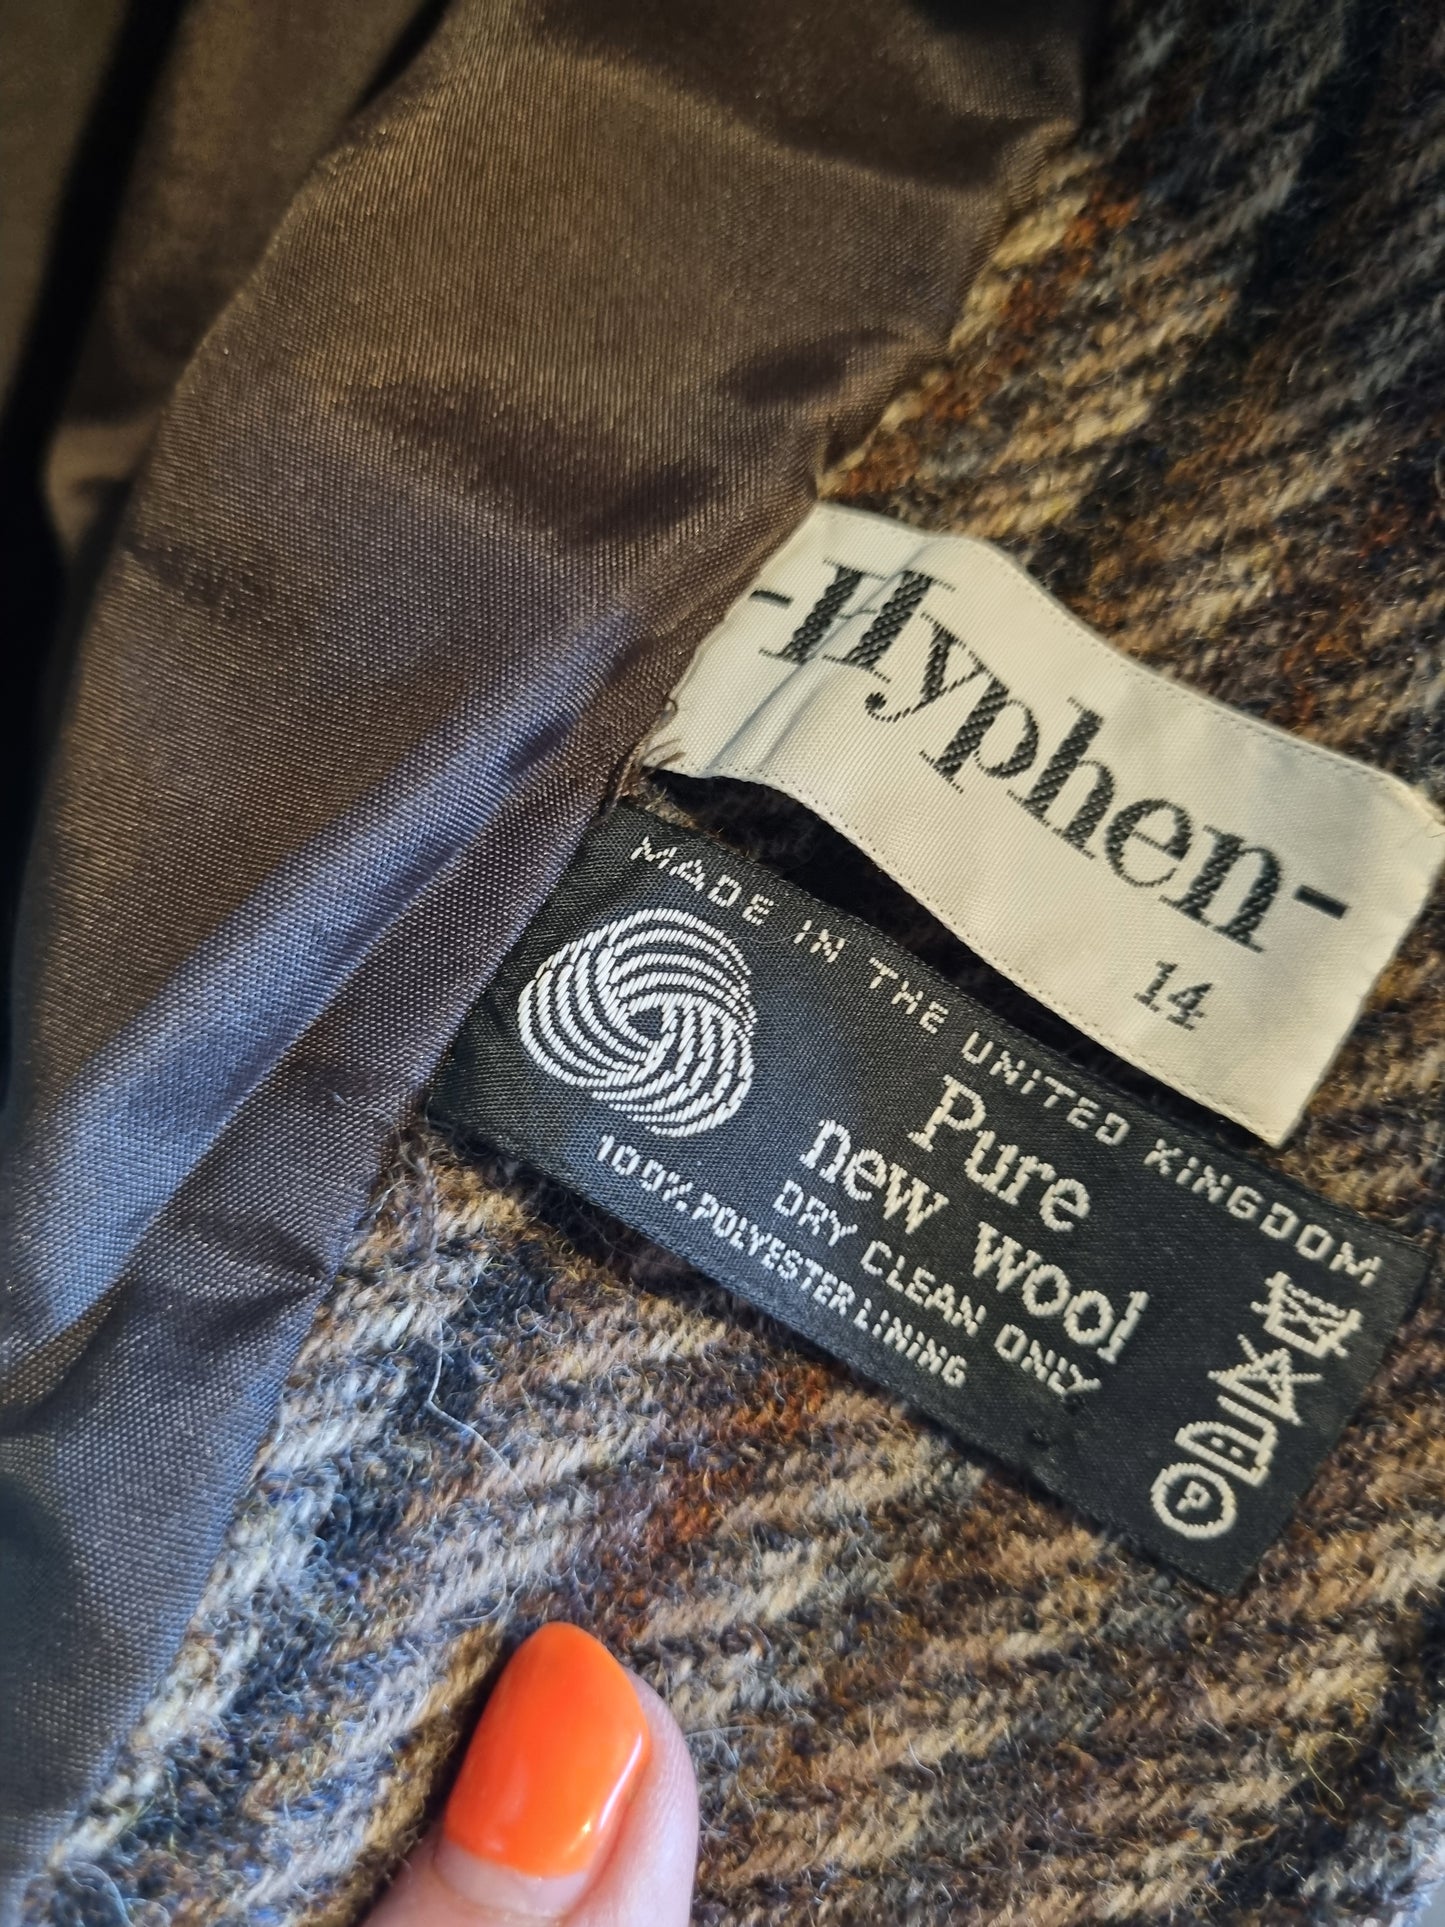 -Hyphen-
14
MADE IN THE UNITED KINGDOM
Pure
new wool
DRY CLEAN ONLY
100% POLYESTER LINING
P